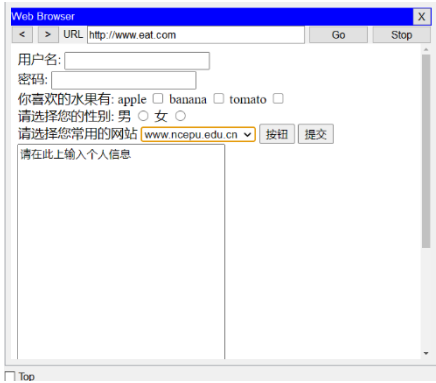 Web Browser X
< > URL http://www.eat.com Go Stop
用户名:
密码:
你喜欢的水果有: apple banana tomato
请选择您的性别: 男 女
请选择您常用的网站 www.ncepu.edu.cn 按钮 提交
请在此上输入个人信息
Top